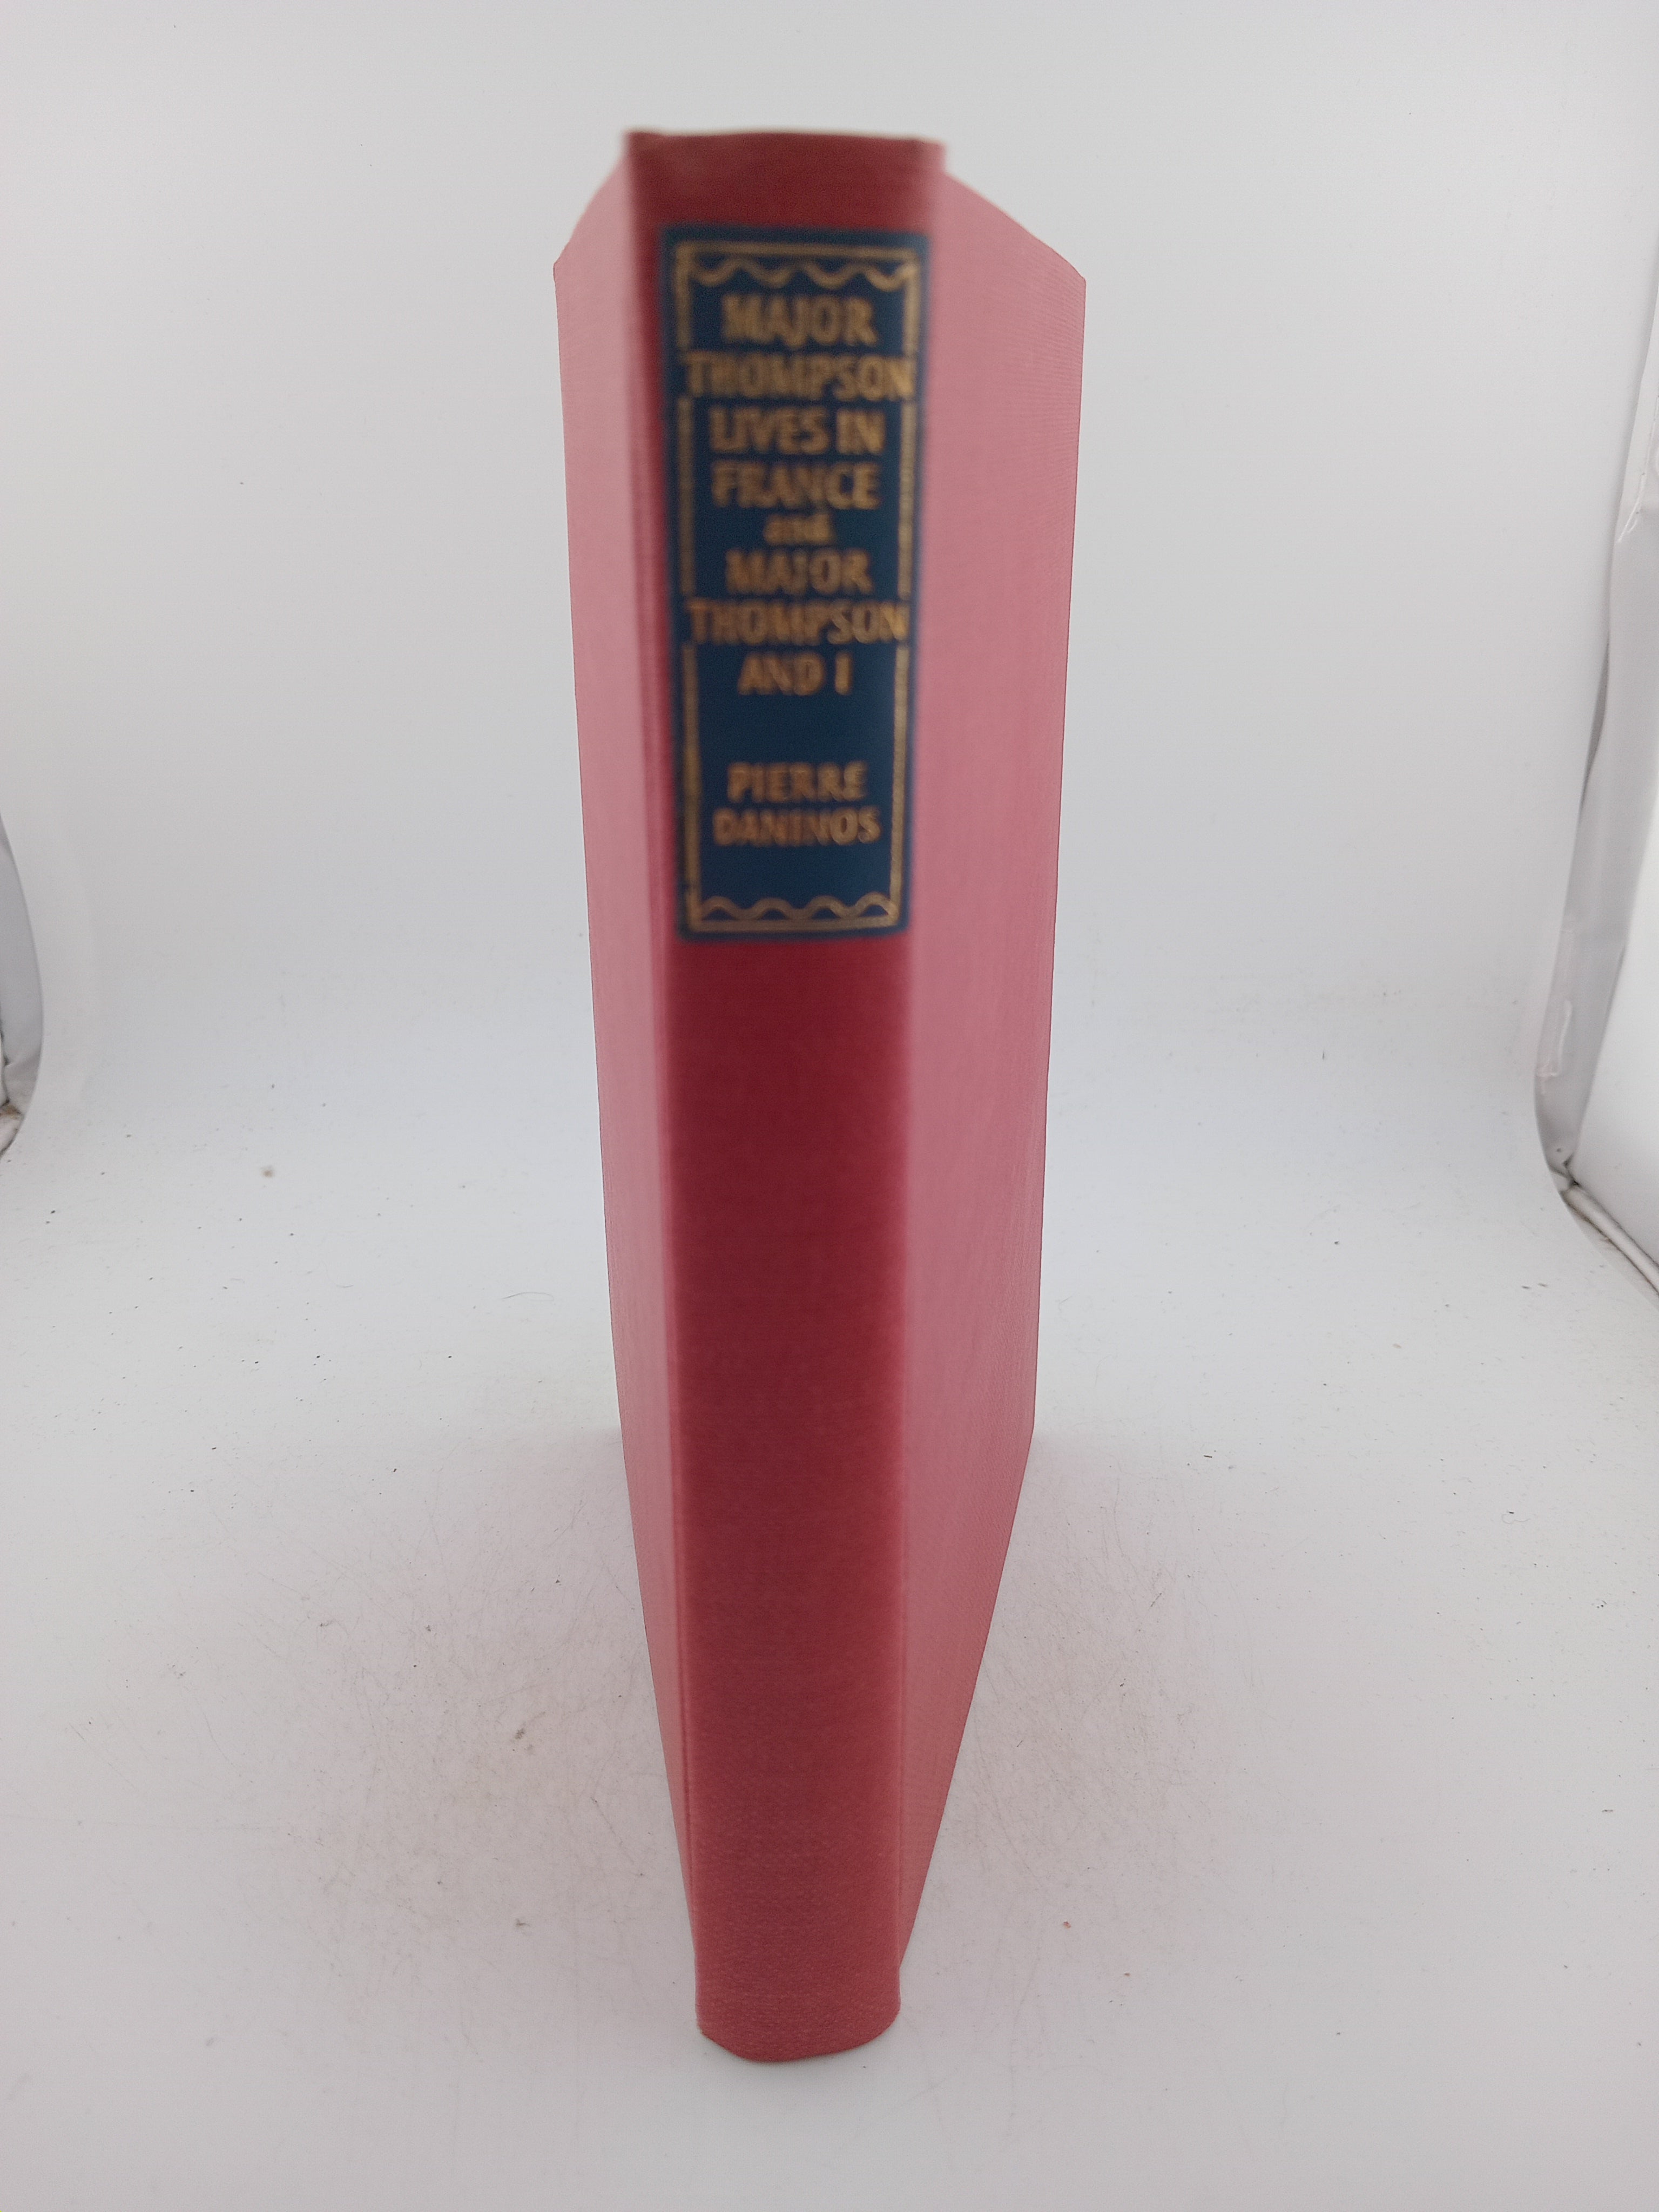 MAJOR
THOMPSON
LIVES IN
FRANCE
and
MAJOR
THOMPSON
AND I
PIERRE
DANINOS